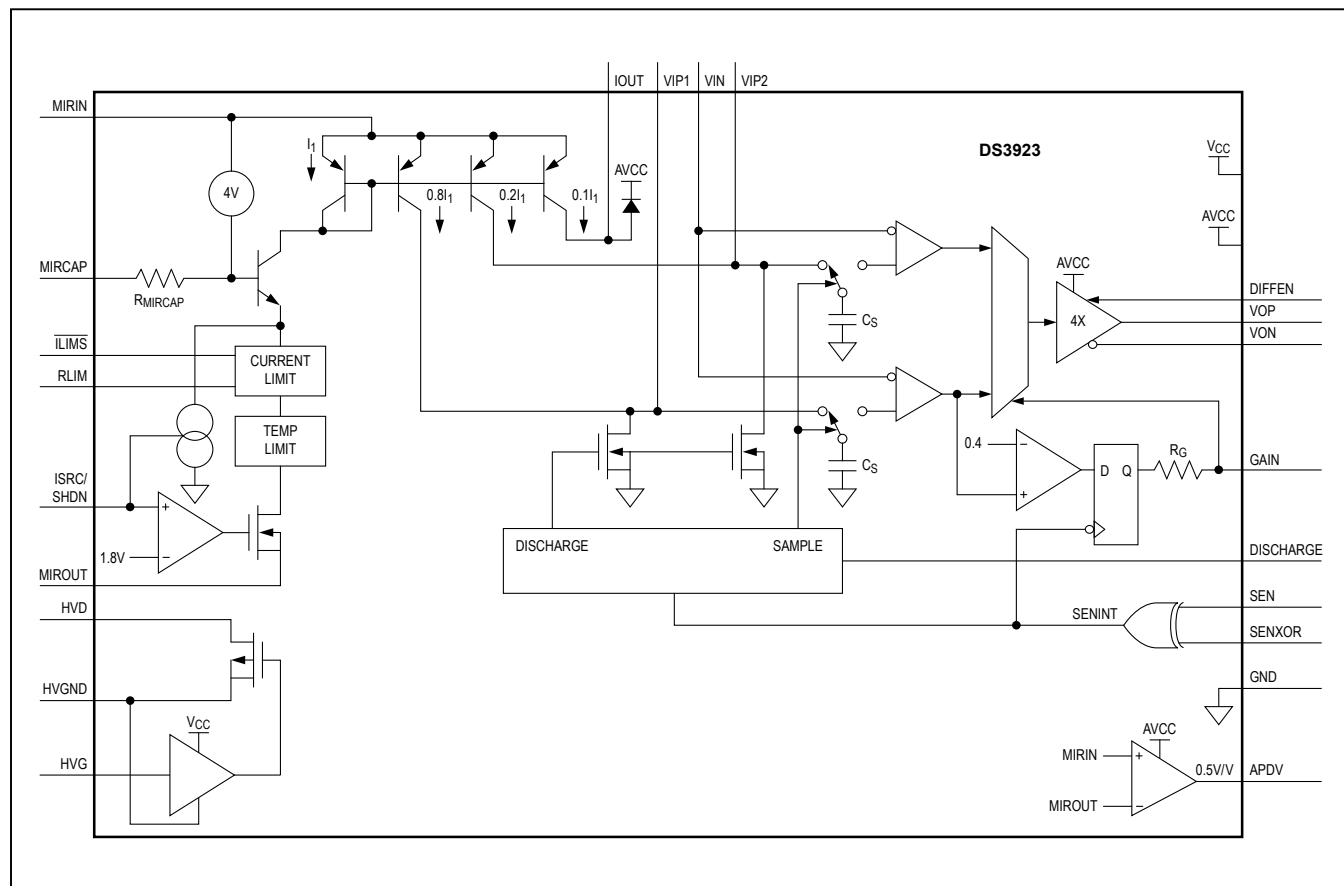 IOUT VIP1 VIN VIP2
MIRIN
DS3923
VCC
I1
AVCC
4V
0.8I1
0.2I1
0.1I1
AVCC
MIRCAP
RMIRCAP
AVCC
DIFFEN
4X
VOP
CS
VON
ILIMS
CURRENT
LIMIT
RLIM
TEMP
LIMIT
0.4
RG
CS
D Q
GAIN
ISRC/
SHDN
1.8V
DISCHARGE SAMPLE
DISCHARGE
MIROUT
HVD
SEN
SENINT
SENXOR
GND
HVGND
VCC
AVCC
MIRIN
0.5V/V
APDV
HVG
MIROUT